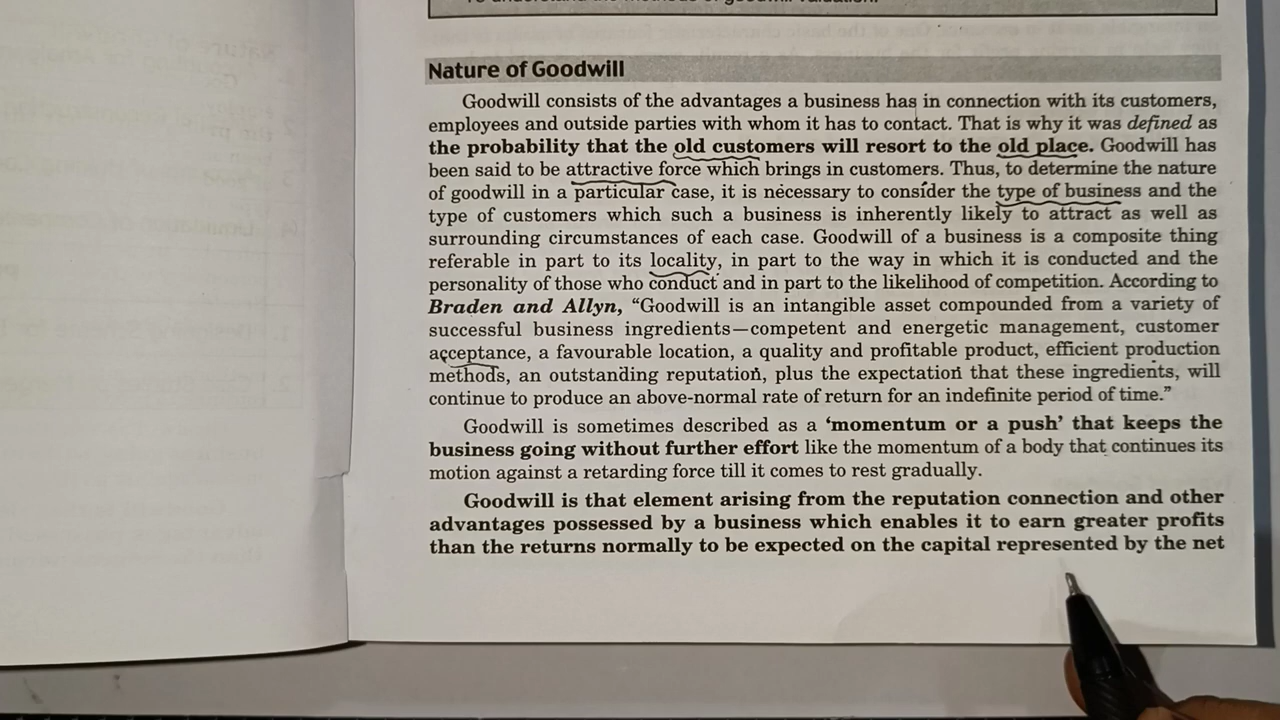 To understand the methods of goodwill valuation.
Nature of Goodwill
Goodwill consists of the advantages a business has in connection with its customers,
employees and outside parties with whom it has to contact. That is why it was defined as
the probability that the old customers will resort to the old place. Goodwill has
been said to be attractive force which brings in customers. Thus, to determine the nature
of goodwill in a particular case, it is necessary to consider the type of business and the
type of customers which such a business is inherently likely to attract as well as
surrounding circumstances of each case. Goodwill of a business is a composite thing
referable in part to its locality, in part to the way in which it is conducted and the
personality of those who conduct and in part to the likelihood of competition. According to
Braden and Allyn, “Goodwill is an intangible asset compounded from a variety of
successful business ingredients—competent and energetic management, customer
acceptance, a favourable location, a quality and profitable product, efficient production
methods, an outstanding reputation, plus the expectation that these ingredients, will
continue to produce an above-normal rate of return for an indefinite period of time.”
Goodwill is sometimes described as a ‘momentum or a push’ that keeps the
business going without further effort like the momentum of a body that continues its
motion against a retarding force till it comes to rest gradually.
Goodwill is that element arising from the reputation connection and other
advantages possessed by a business which enables it to earn greater profits
than the returns normally to be expected on the capital represented by the net